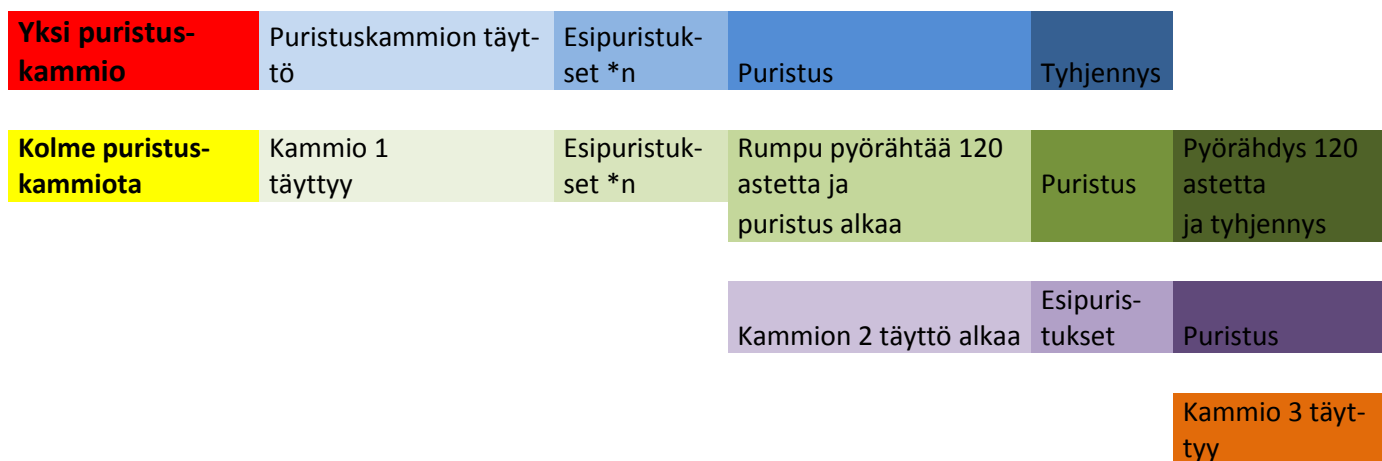 Yksi puristus-
kammio
Puristuskammion täyt-
tö
Esipuristuk-
set *n
Puristus
Tyhjennys
Kolme puristus-
kammiota
Kammio 1
täyttyy
Esipuristuk-
set *n
Rumpu pyörähtää 120
astetta ja
puristus alkaa
Puristus
Pyörähdys 120
astetta
ja tyhjennys
Kammion 2 täyttö alkaa
Esipuris-
tukset
Puristus
Kammio 3 täyt-
tyy